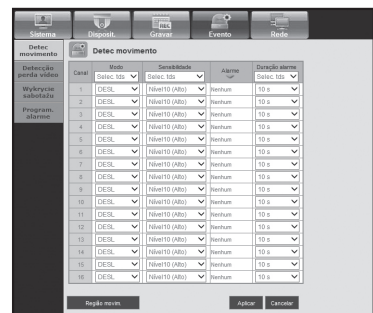 REC
Sistema Disposit. Gravar Evento Rede
Detec movimento
Detecção perda vídeo
Wykrycie sabotażu
Program. alarme
Detec movimento
Canal Modo Sensibilidade Alarme Duração alarme
Selec. tds Selec. tds Selec. tds
1 DESL Nível10 (Alto) Nenhum 10 s
2 DESL Nível10 (Alto) Nenhum 10 s
3 DESL Nível10 (Alto) Nenhum 10 s
4 DESL Nível10 (Alto) Nenhum 10 s
5 DESL Nível10 (Alto) Nenhum 10 s
6 DESL Nível10 (Alto) Nenhum 10 s
7 DESL Nível10 (Alto) Nenhum 10 s
8 DESL Nível10 (Alto) Nenhum 10 s
9 DESL Nível10 (Alto) Nenhum 10 s
10 DESL Nível10 (Alto) Nenhum 10 s
11 DESL Nível10 (Alto) Nenhum 10 s
12 DESL Nível10 (Alto) Nenhum 10 s
13 DESL Nível10 (Alto) Nenhum 10 s
14 DESL Nível10 (Alto) Nenhum 10 s
15 DESL Nível10 (Alto) Nenhum 10 s
16 DESL Nível10 (Alto) Nenhum 10 s
Região movim. Aplicar Cancelar